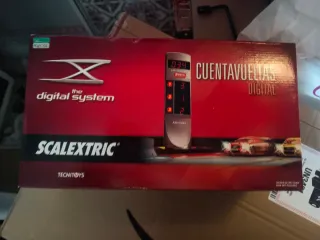 the
digital system
CUENTAVUELTAS
DIGITAL
SCALEXTRIC
TECNITOYS